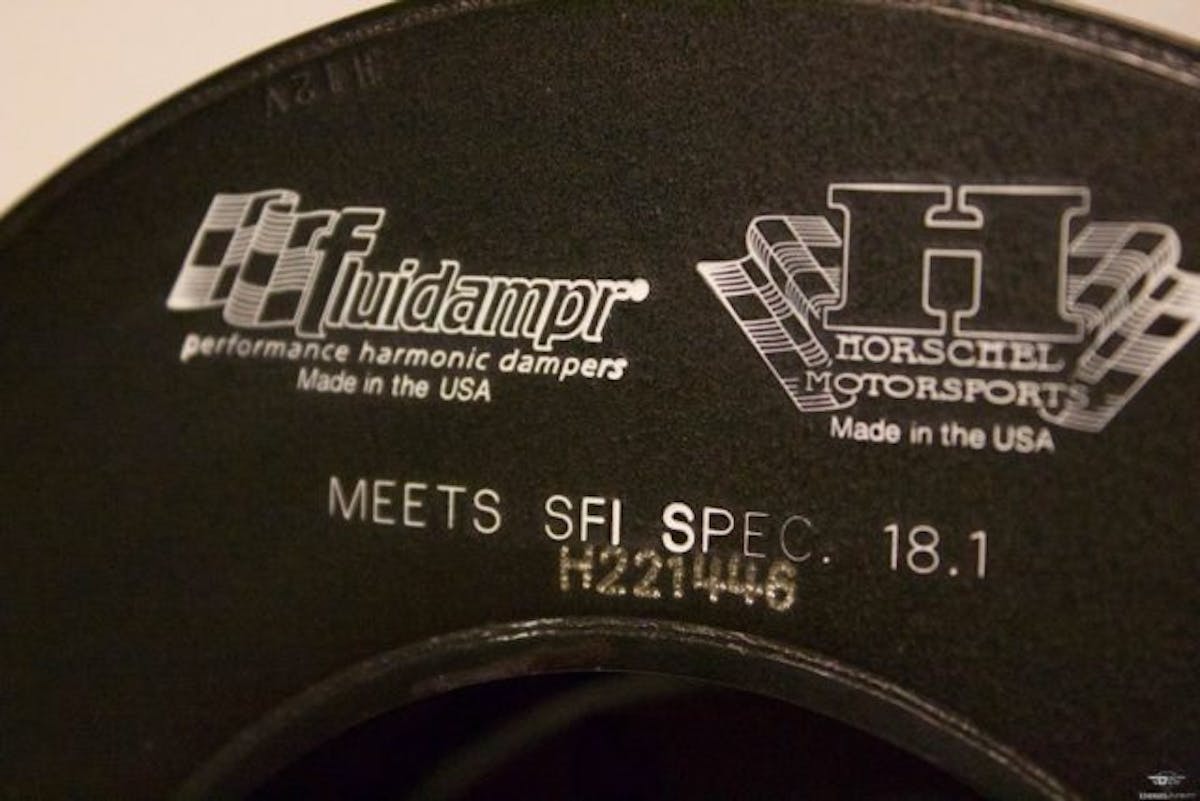 fluidampr
performance harmonic dampers
Made in the USA
H
HORSCHEL
MOTORSPORTS
Made in the USA
MEETS SFI SPEC. 18.1
H221446